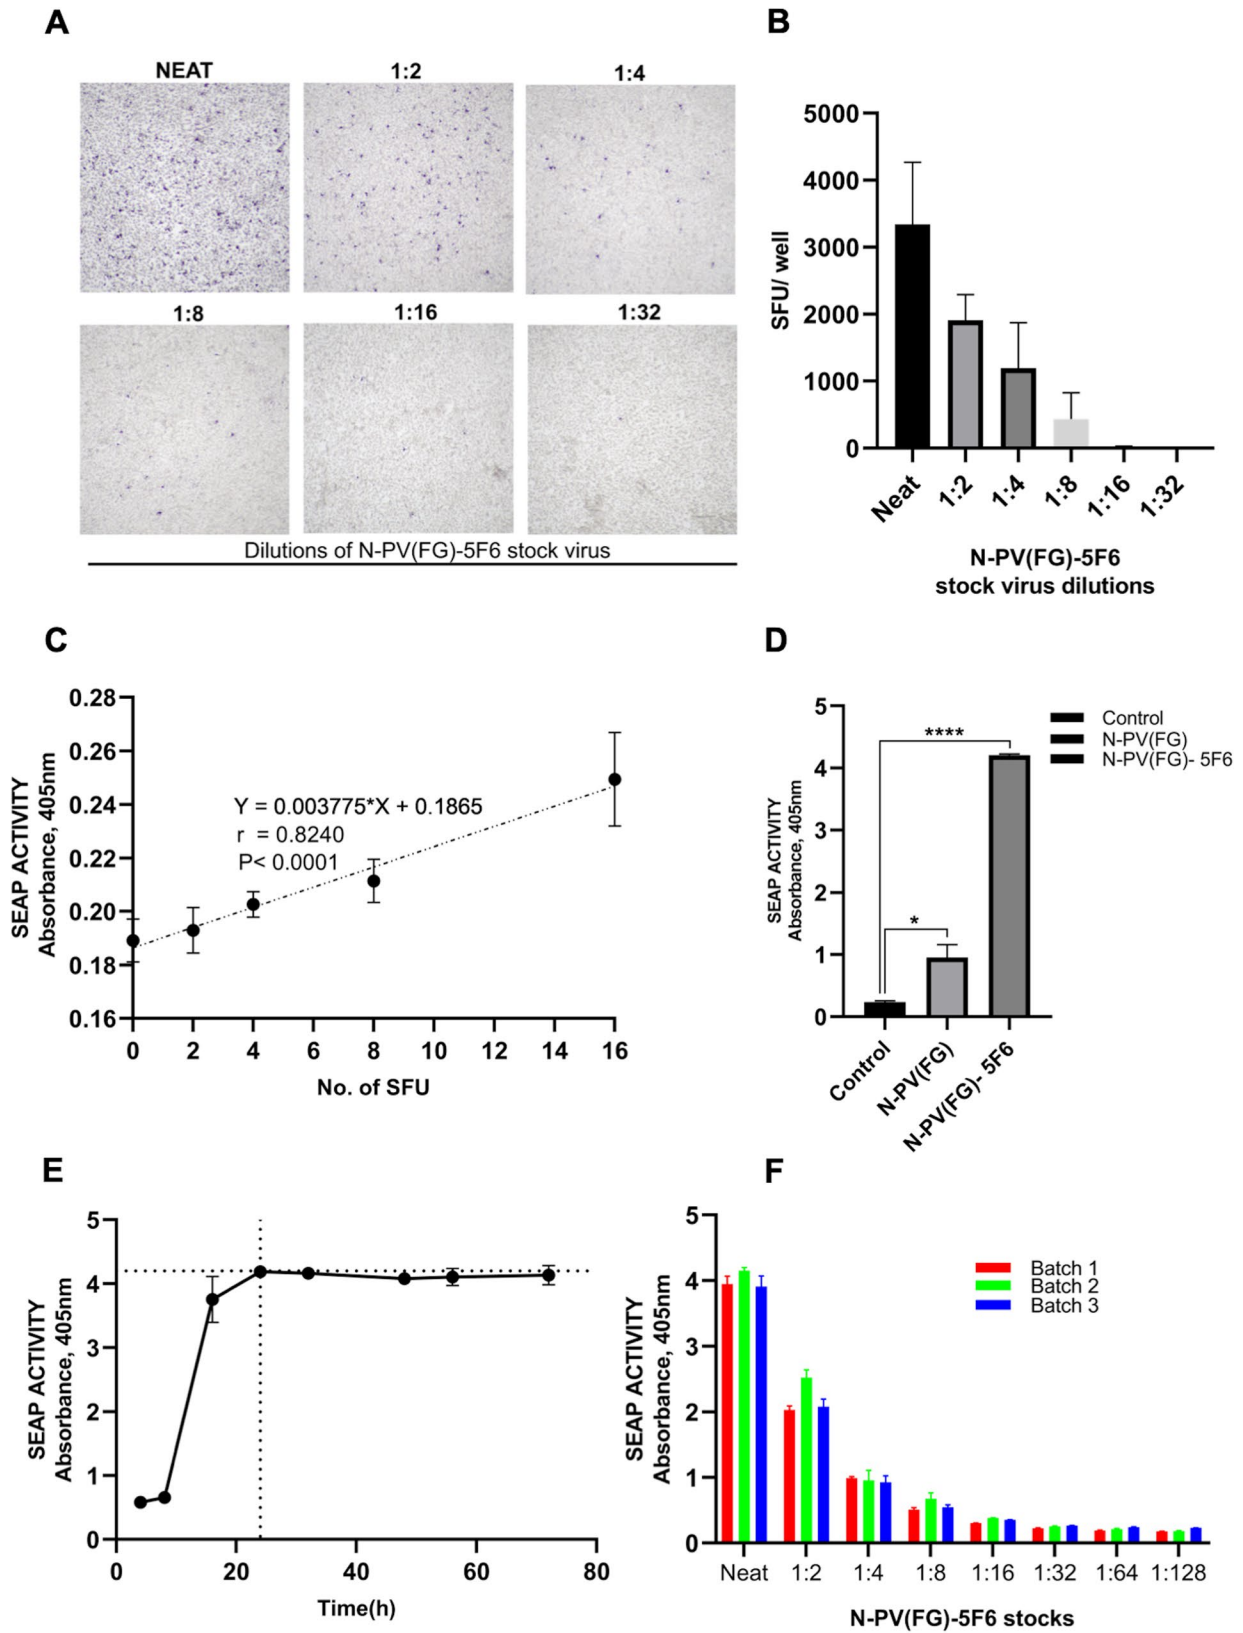 A
NEAT
1:2
1:4
1:8
1:16
1:32
Dilutions of N-PV(FG)-5F6 stock virus
B
5000
4000
3000
2000
1000
0
SFU/ well
Neat
1:2
1:4
1:8
1:16
1:32
N-PV(FG)-5F6
stock virus dilutions
C
0.28
0.26
0.24
0.22
0.20
0.18
0.16
SEAP ACTIVITY
Absorbance, 405nm
Y = 0.003775*X + 0.1865
r = 0.8240
P< 0.0001
0 2 4 6 8 10 12 14 16
No. of SFU
D
5
4
3
2
1
0
SEAP ACTIVITY
Absorbance, 405nm
****
*
Control
N-PV(FG)
N-PV(FG)- 5F6
Control
N-PV(FG)
N-PV(FG)- 5F6
E
5
4
3
2
1
0
SEAP ACTIVITY
Absorbance, 405nm
0 20 40 60 80
Time(h)
F
5
4
3
2
1
0
SEAP ACTIVITY
Absorbance, 405nm
Batch 1
Batch 2
Batch 3
Neat 1:2 1:4 1:8 1:16 1:32 1:64 1:128
N-PV(FG)-5F6 stocks